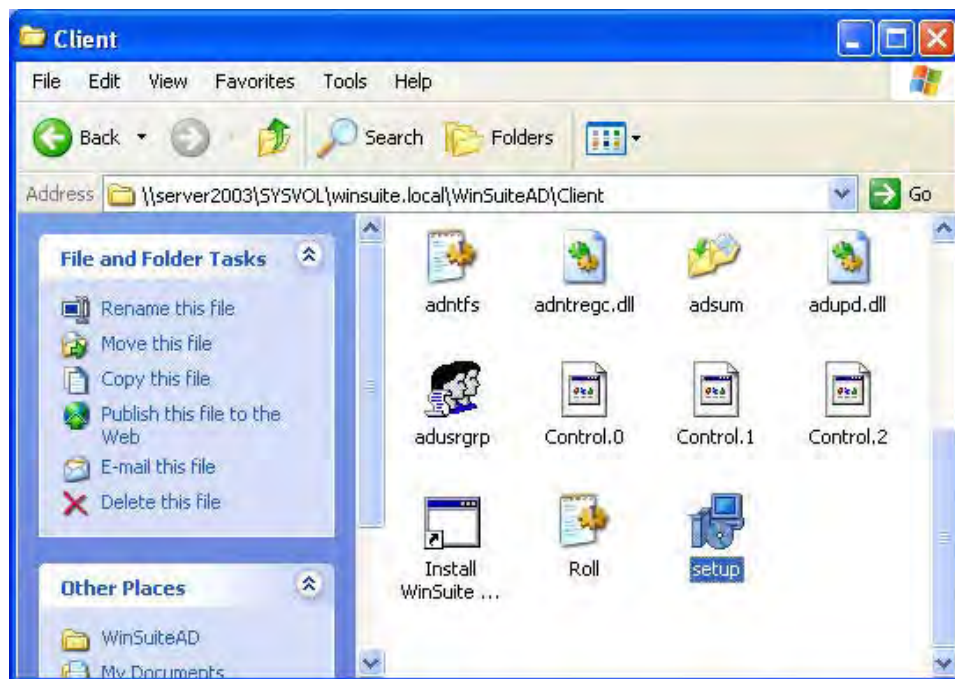 Client
File Edit View Favorites Tools Help
Back Search Folders
Address \\server2003\SYSVOL\winsuite.local\WinSuiteAD\Client Go
File and Folder Tasks
Rename this file
Move this file
Copy this file
Publish this file to the
Web
E-mail this file
Delete this file
Other Places
WinSuiteAD
My Documents
adntfs adntregc.dll adsum adupd.dll
adusrgrp Control.0 Control.1 Control.2
Install
WinSuite ... Roll setup